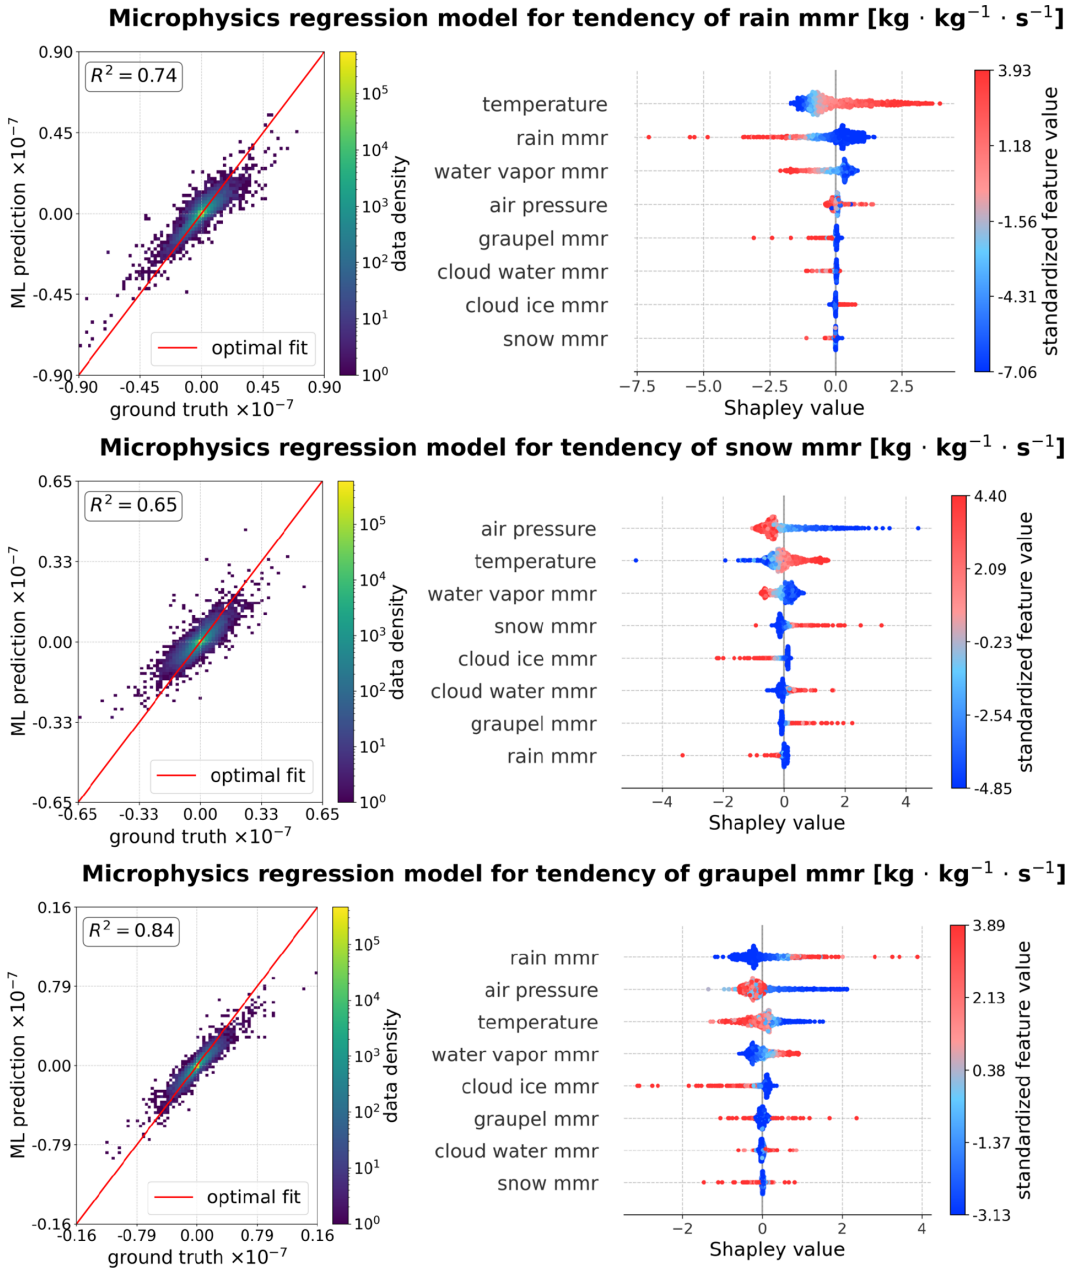 Microphysics regression model for tendency of rain mmr [kg · kg⁻¹ · s⁻¹]
R² = 0.74
ML prediction ×10⁻⁷
0.90
0.45
0.00
-0.45
-0.90
-0.90 -0.45 0.00 0.45 0.90
ground truth ×10⁻⁷
optimal fit
10⁵
10⁴
10³
10²
10¹
10⁰
data density
temperature
rain mmr
water vapor mmr
air pressure
graupel mmr
cloud water mmr
cloud ice mmr
snow mmr
−7.5 −5.0 −2.5 0.0 2.5
Shapley value
3.93
1.18
-1.56
-4.31
-7.06
standardized feature value
Microphysics regression model for tendency of snow mmr [kg · kg⁻¹ · s⁻¹]
R² = 0.65
ML prediction ×10⁻⁷
0.65
0.33
0.00
-0.33
-0.65
-0.65 -0.33 0.00 0.33 0.65
ground truth ×10⁻⁷
optimal fit
10⁵
10⁴
10³
10²
10¹
10⁰
data density
air pressure
temperature
water vapor mmr
snow mmr
cloud ice mmr
cloud water mmr
graupel mmr
rain mmr
−4 −2 0 2 4
Shapley value
4.40
2.09
-0.23
-2.54
-4.85
standardized feature value
Microphysics regression model for tendency of graupel mmr [kg · kg⁻¹ · s⁻¹]
R² = 0.84
ML prediction ×10⁻⁷
0.16
0.79
0.00
-0.79
-0.16
-0.16 -0.79 0.00 0.79 0.16
ground truth ×10⁻⁷
optimal fit
10⁵
10⁴
10³
10²
10¹
10⁰
data density
rain mmr
air pressure
temperature
water vapor mmr
cloud ice mmr
graupel mmr
cloud water mmr
snow mmr
−2 0 2 4
Shapley value
3.89
2.13
0.38
-1.37
-3.13
standardized feature value